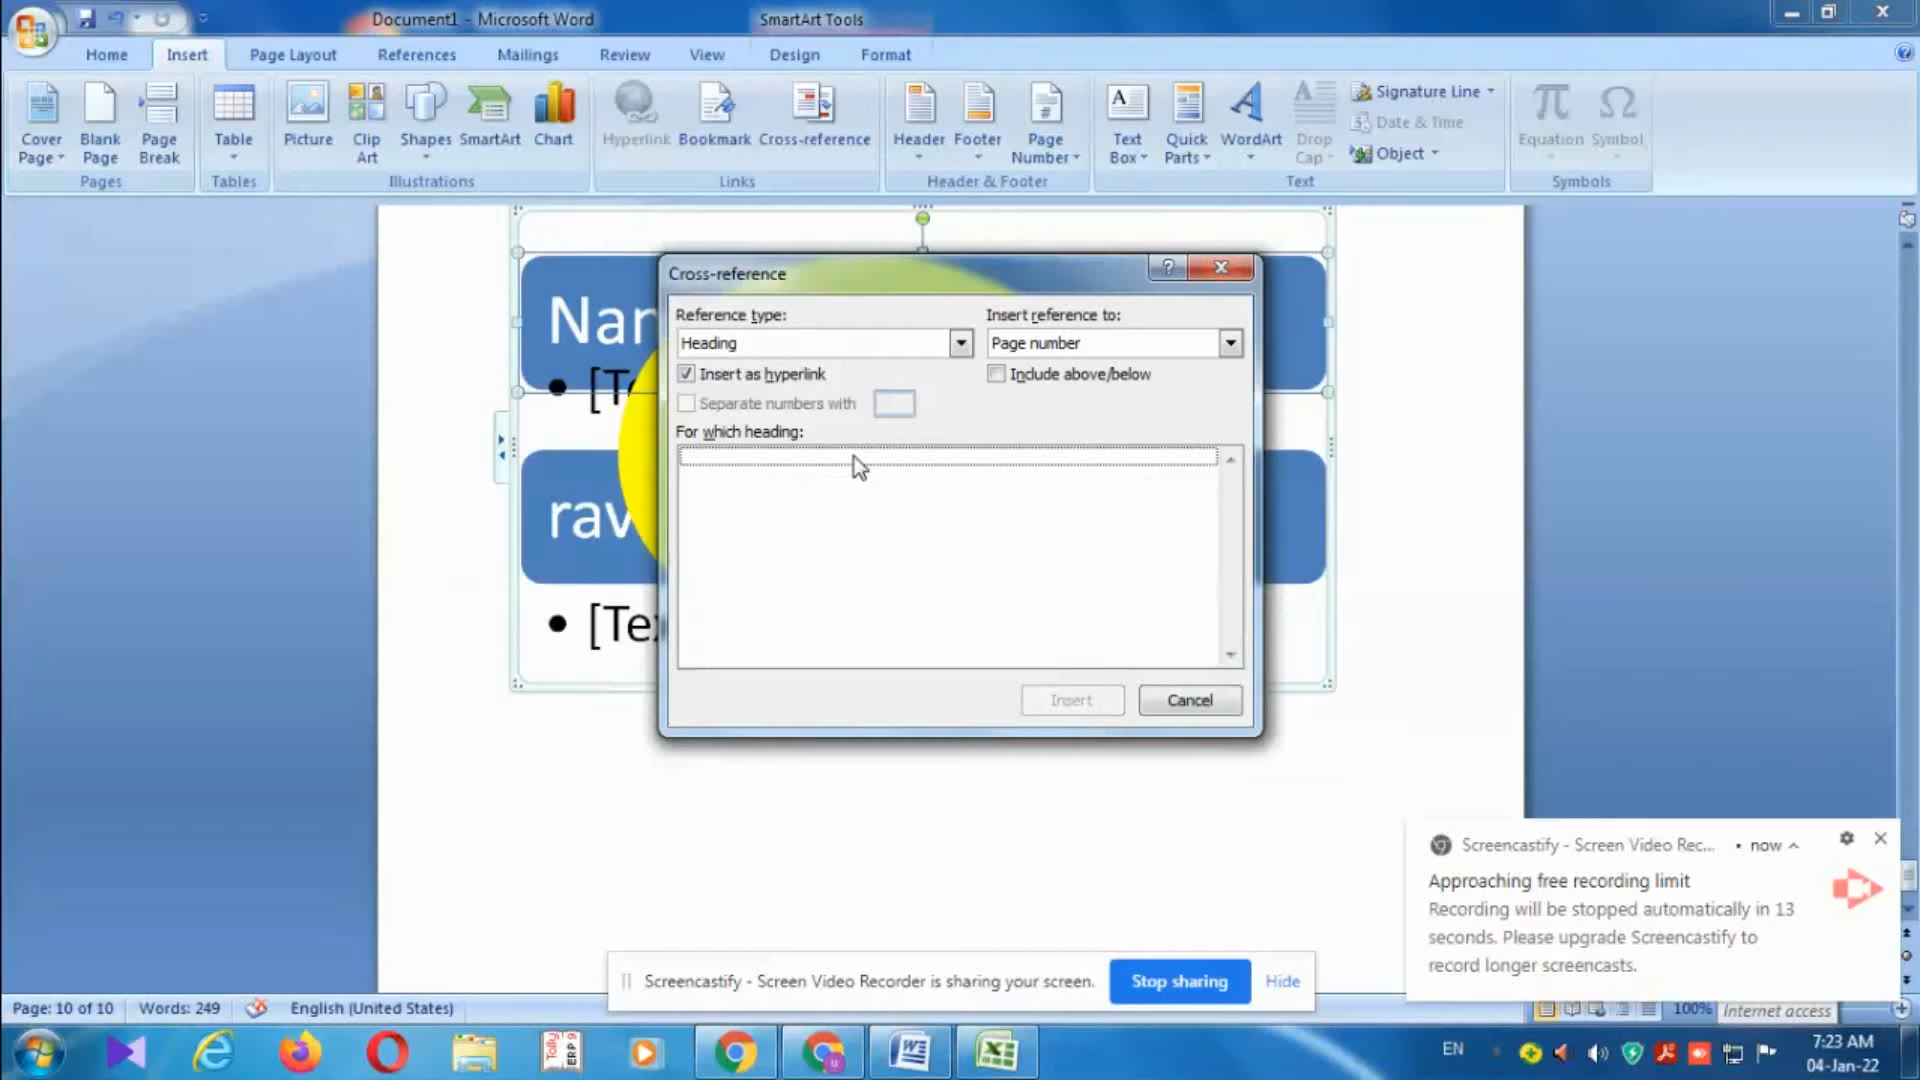 Document1 - Microsoft Word
SmartArt Tools
Home
Insert
Page Layout
References
Mailings
Review
View
Design
Format
Cover Page
Blank Page
Page Break
Table
Picture
Clip Art
Shapes
SmartArt
Chart
Hyperlink
Bookmark
Cross-reference
Header
Footer
Page Number
Text Box
Quick Parts
WordArt
Drop Cap
Signature Line
Date & Time
Object
Equation
Symbol
Pages
Tables
Illustrations
Links
Header & Footer
Text
Symbols
Cross-reference
Reference type:
Insert reference to:
Heading
Page number
Insert as hyperlink
Include above/below
Separate numbers with
For which heading:
Insert
Cancel
Screencastify - Screen Video Rec... • now
Approaching free recording limit
Recording will be stopped automatically in 13
seconds. Please upgrade Screencastify to
record longer screencasts.
Screencastify - Screen Video Recorder is sharing your screen.
Stop sharing
Hide
Page: 10 of 10
Words: 249
English (United States)
100%
Internet access
Tally ERP 9
EN
7:23 AM
04-Jan-22